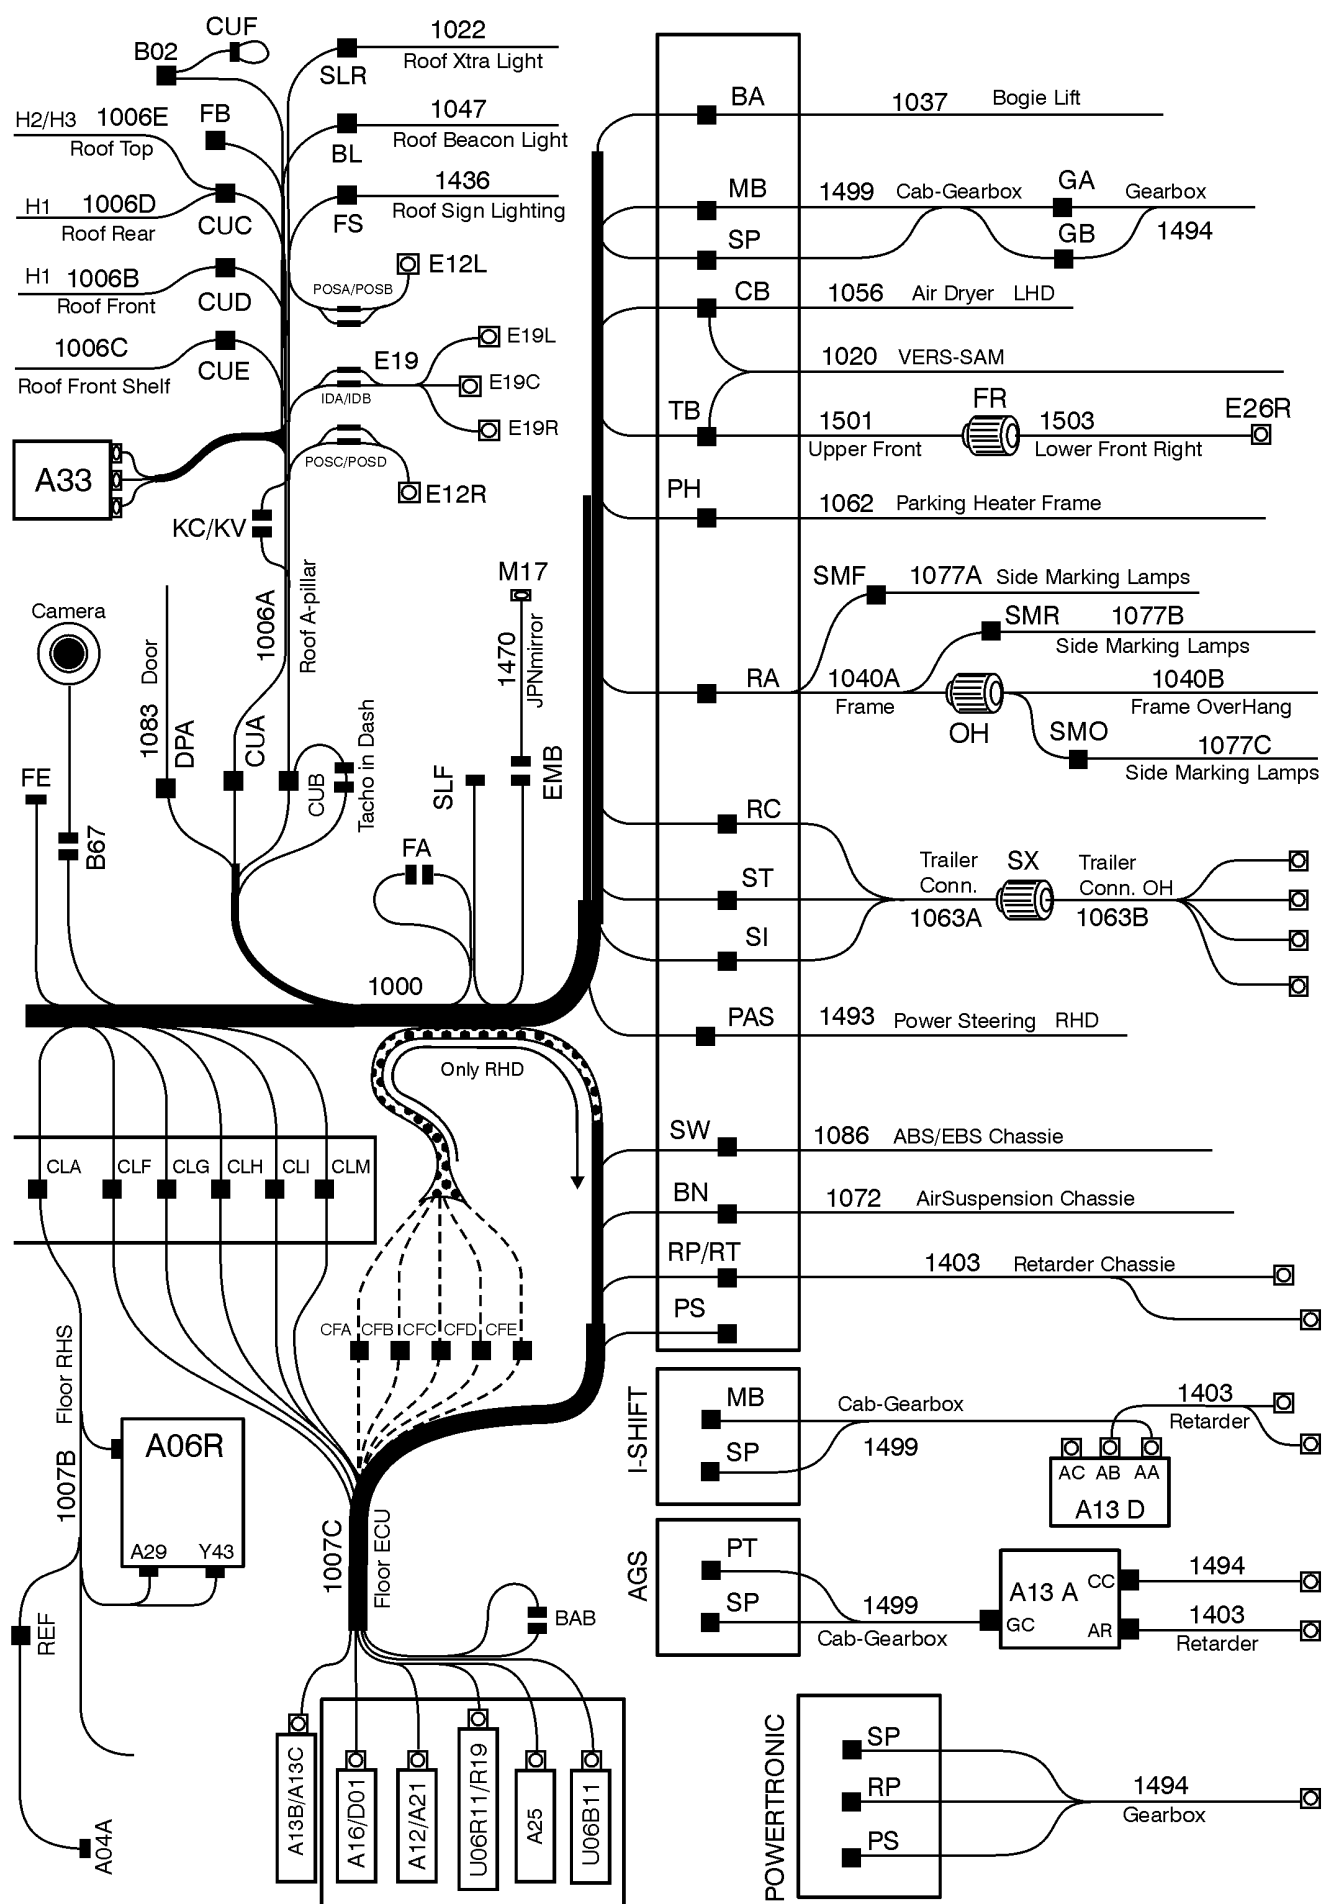 CUF
B02
1022
SLR
Roof Xtra Light
H2/H3 1006E
Roof Top
FB
1047
BL
Roof Beacon Light
H1 1006D
Roof Rear
CUC
1436
FS
Roof Sign Lighting
H1 1006B
Roof Front
CUD
POSA/POSB
E12L
1006C
Roof Front Shelf
CUE
E19
E19L
E19C
E19R
IDA/IDB
POSC/POSD
E12R
A33
KC/KV
1006A
Roof A-pillar
Camera
1083 Door
DPA
CUA
CUB
Tacho in Dash
M17
1470
JPNmirror
FE
B67
FA
SLF
EMB
1000
BA
1037
Bogie Lift
MB
1499
Cab-Gearbox
GA
Gearbox
SP
GB
1494
CB
1056
Air Dryer LHD
1020
VERS-SAM
TB
1501
Upper Front
FR
1503
Lower Front Right
E26R
PH
1062
Parking Heater Frame
SMF
1077A
Side Marking Lamps
SMR
1077B
Side Marking Lamps
RA
1040A
Frame
OH
1040B
Frame OverHang
SMO
1077C
Side Marking Lamps
RC
ST
SI
Trailer
Conn.
1063A
SX
Trailer
Conn. OH
1063B
PAS
1493
Power Steering RHD
Only RHD
SW
1086
ABS/EBS Chassie
BN
1072
AirSuspension Chassie
RP/RT
1403
Retarder Chassie
PS
CLA
CLF
CLG
CLH
CLI
CLM
CFA
CFB
CFC
CFD
CFE
Floor RHS
1007B
A06R
A29
Y43
REF
A04A
1007C
Floor ECU
BAB
A13B/A13C
A16/D01
A12/A21
U06R11/R19
A25
U06B11
I-SHIFT
MB
SP
Cab-Gearbox
1499
1403
Retarder
AC AB AA
A13 D
AGS
PT
SP
1499
Cab-Gearbox
A13 A
GC
CC
AR
1494
1403
Retarder
POWERTRONIC
SP
RP
PS
1494
Gearbox